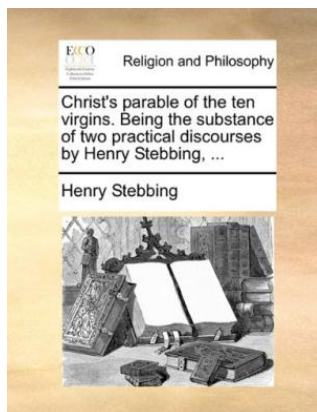 ECCO
Religion and Philosophy
Christ's parable of the ten
virgins. Being the substance
of two practical discourses
by Henry Stebbing, ...
Henry Stebbing